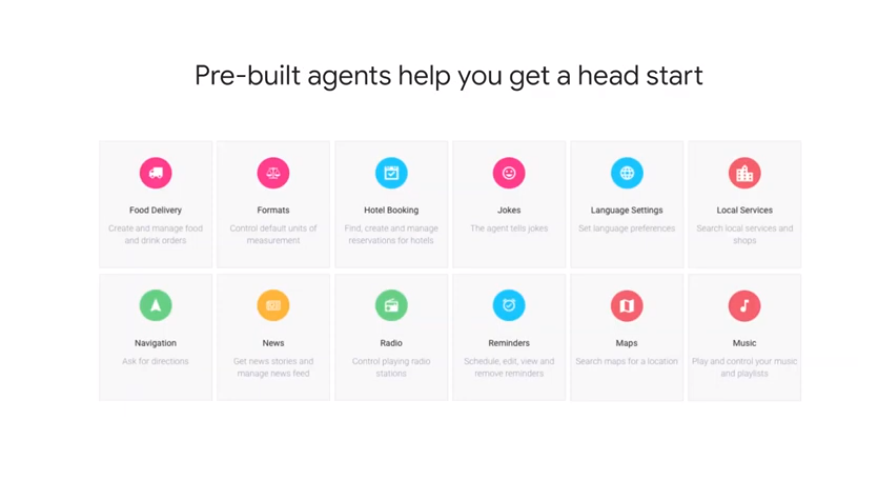 Pre-built agents help you get a head start
Food Delivery
Create and manage food
and drink orders
Formats
Control default units of
measurement
Hotel Booking
Find, create and manage
reservations for hotels
Jokes
The agent tells jokes
Language Settings
Set language preferences
Local Services
Search local services and
shops
Navigation
Ask for directions
News
Get news stories and
manage news feed
Radio
Control playing radio
stations
Reminders
Schedule, edit, view and
remove reminders
Maps
Search maps for a location
Music
Play and control your music
and playlists